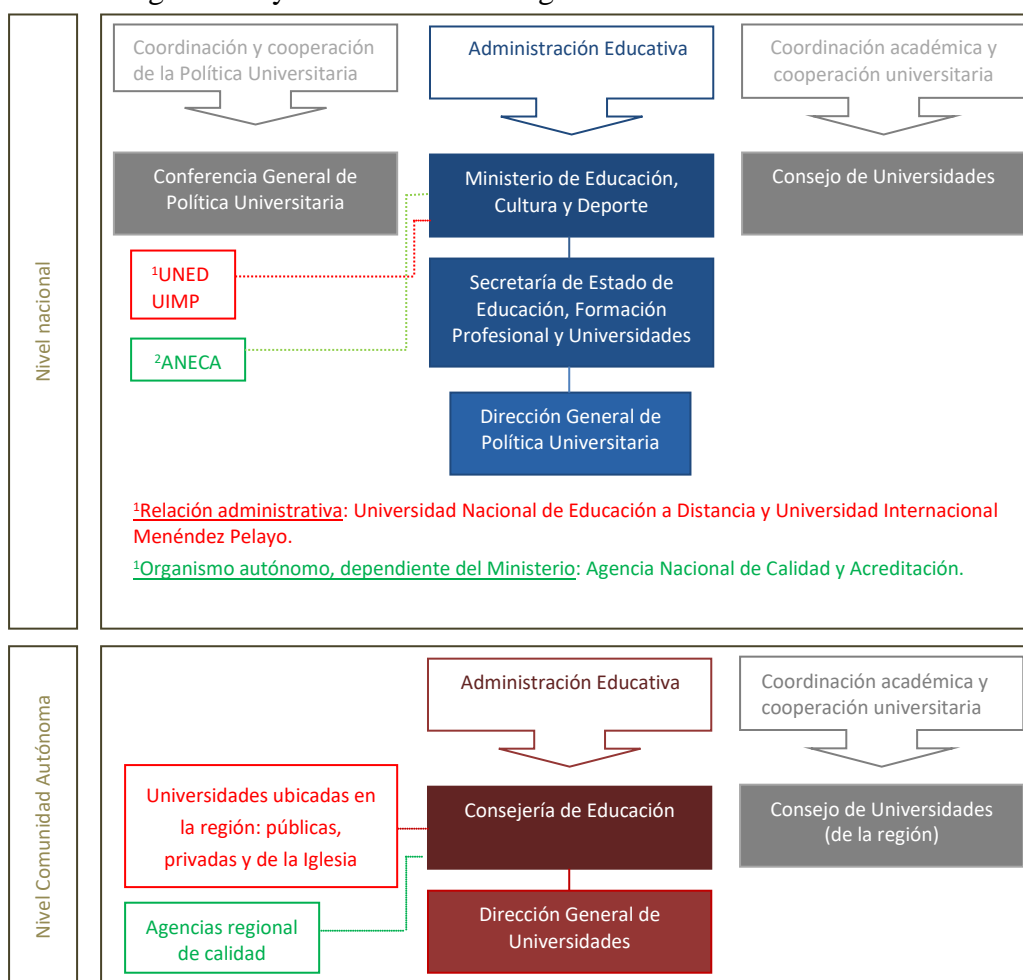 Coordinación y cooperación
de la Política Universitaria
Administración Educativa
Coordinación académica y
cooperación universitaria
Conferencia General de
Política Universitaria
Ministerio de Educación,
Cultura y Deporte
Consejo de Universidades
Nivel nacional
¹UNED
UIMP
Secretaría de Estado de
Educación, Formación
Profesional y Universidades
²ANECA
Dirección General de
Política Universitaria
¹Relación administrativa: Universidad Nacional de Educación a Distancia y Universidad Internacional
Menéndez Pelayo.
¹Organismo autónomo, dependiente del Ministerio: Agencia Nacional de Calidad y Acreditación.
Nivel Comunidad Autónoma
Administración Educativa
Coordinación académica y
cooperación universitaria
Universidades ubicadas en
la región: públicas,
privadas y de la Iglesia
Consejería de Educación
Consejo de Universidades
(de la región)
Agencias regional
de calidad
Dirección General de
Universidades